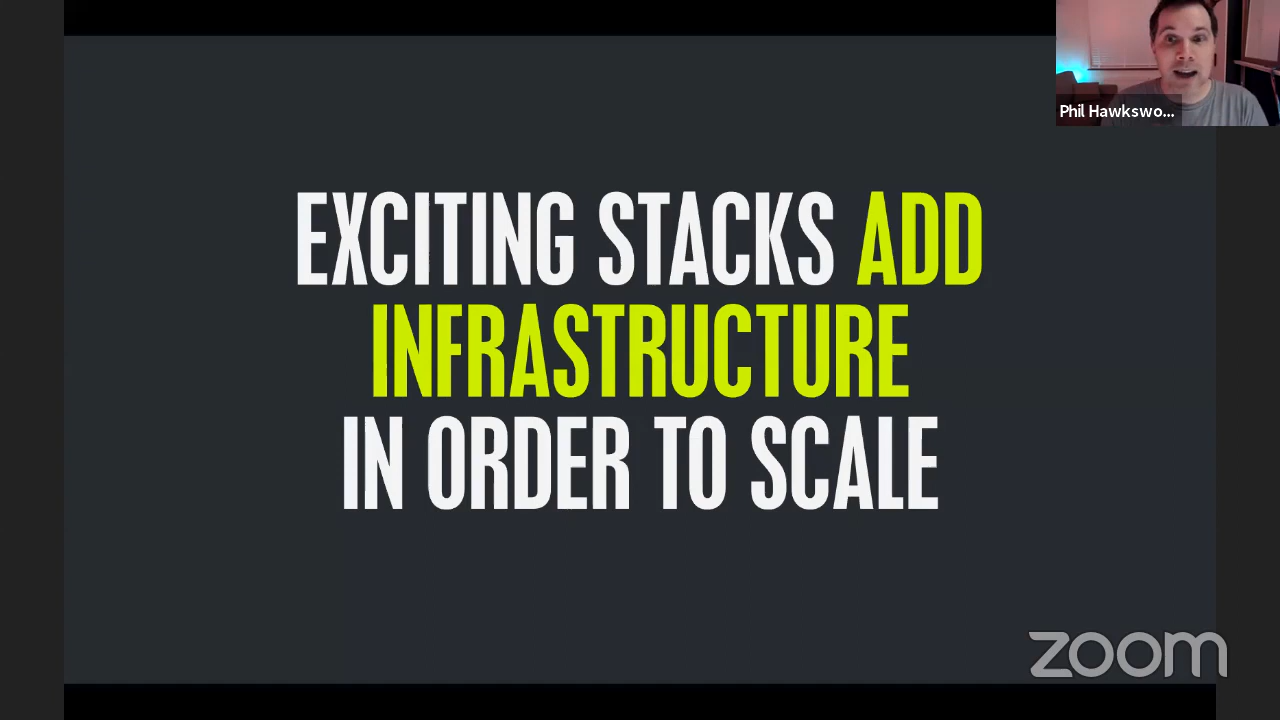 Phil Hawkswo...
EXCITING STACKS ADD
INFRASTRUCTURE
IN ORDER TO SCALE
zoom